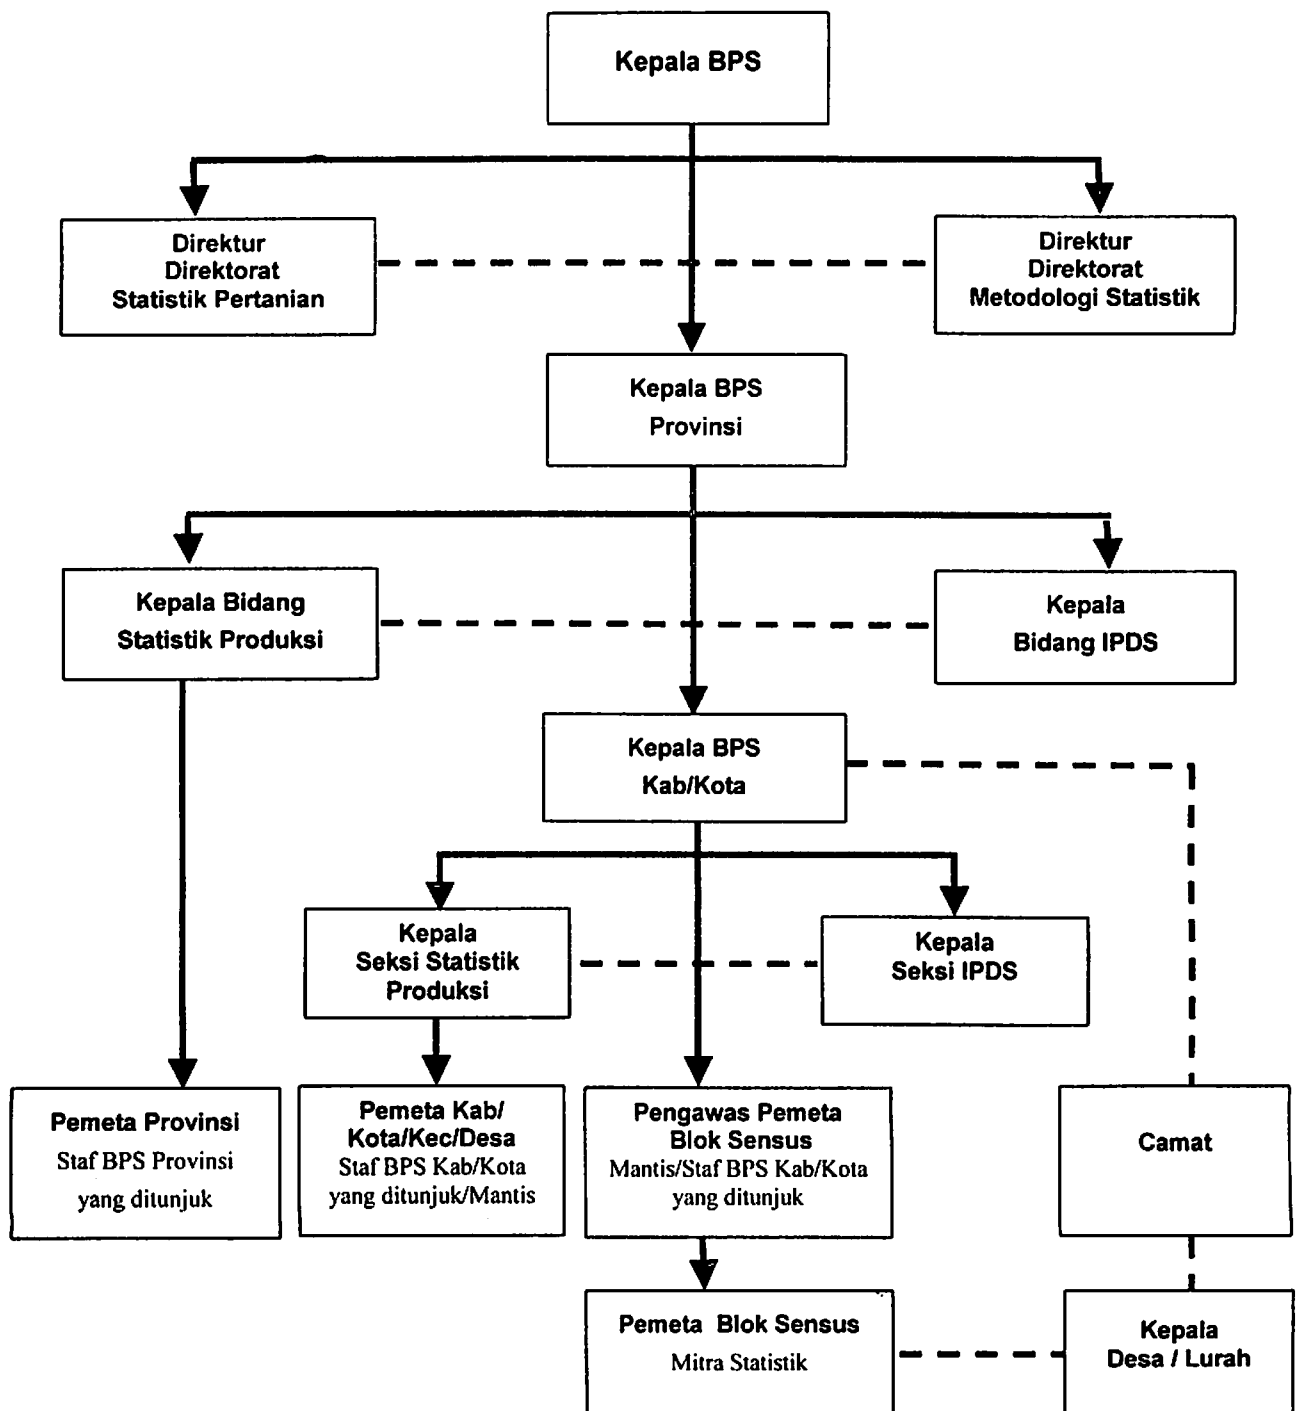 Kepala BPS
Direktur
Direktorat
Statistik Pertanian
Direktur
Direktorat
Metodologi Statistik
Kepala BPS
Provinsi
Kepala Bidang
Statistik Produksi
Kepala
Bidang IPDS
Kepala BPS
Kab/Kota
Kepala
Seksi Statistik
Produksi
Kepala
Seksi IPDS
Pemeta Provinsi
Staf BPS Provinsi
yang ditunjuk
Pemeta Kab/
Kota/Kec/Desa
Staf BPS Kab/Kota
yang ditunjuk/Mantis
Pengawas Pemeta
Blok Sensus
Mantis/Staf BPS Kab/Kota
yang ditunjuk
Camat
Pemeta Blok Sensus
Mitra Statistik
Kepala
Desa / Lurah